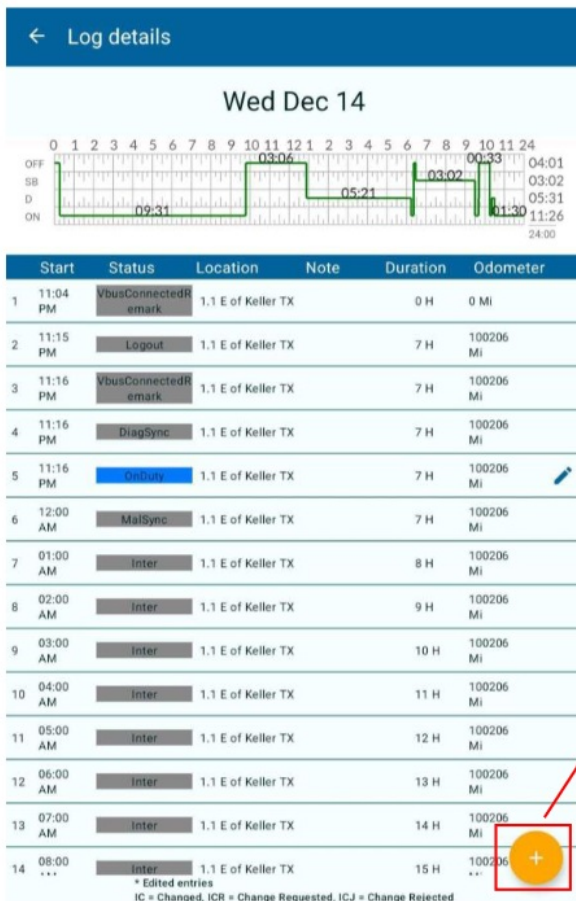 ← Log details
Wed Dec 14
0 1 2 3 4 5 6 7 8 9 10 11 12 1 2 3 4 5 6 7 8 9 10 11 24
OFF 03:06 00:33 04:01
SB 03:02 03:02
D 05:21 05:31
ON 09:31 01:30 11:26
24:00
Start Status Location Note Duration Odometer
1 11:04 PM VbusConnectedRemark 1.1 E of Keller TX 0 H 0 Mi
2 11:15 PM Logout 1.1 E of Keller TX 7 H 100206 Mi
3 11:16 PM VbusConnectedRemark 1.1 E of Keller TX 7 H 100206 Mi
4 11:16 PM DiagSync 1.1 E of Keller TX 7 H 100206 Mi
5 11:16 PM OnDuty 1.1 E of Keller TX 7 H 100206 Mi
6 12:00 AM MalSync 1.1 E of Keller TX 7 H 100206 Mi
7 01:00 AM Inter 1.1 E of Keller TX 8 H 100206 Mi
8 02:00 AM Inter 1.1 E of Keller TX 9 H 100206 Mi
9 03:00 AM Inter 1.1 E of Keller TX 10 H 100206 Mi
10 04:00 AM Inter 1.1 E of Keller TX 11 H 100206 Mi
11 05:00 AM Inter 1.1 E of Keller TX 12 H 100206 Mi
12 06:00 AM Inter 1.1 E of Keller TX 13 H 100206 Mi
13 07:00 AM Inter 1.1 E of Keller TX 14 H 100206 Mi
14 08:00 Inter 1.1 E of Keller TX 15 H 100206
+
* Edited entries
IC = Changed, ICR = Change Requested, ICJ = Change Rejected